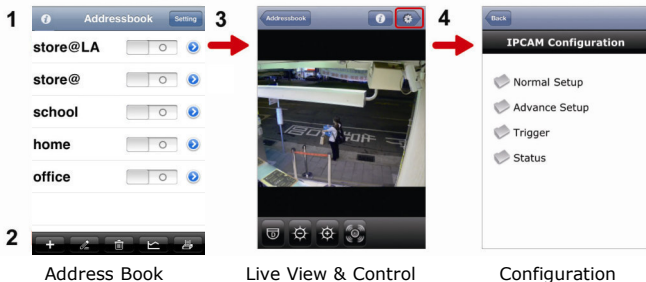 1
Addressbook
Setting
store@LA
store@
school
home
office
2
Address Book
3
Addressbook
Live View & Control
4
Back
IPCAM Configuration
Normal Setup
Advance Setup
Trigger
Status
Configuration